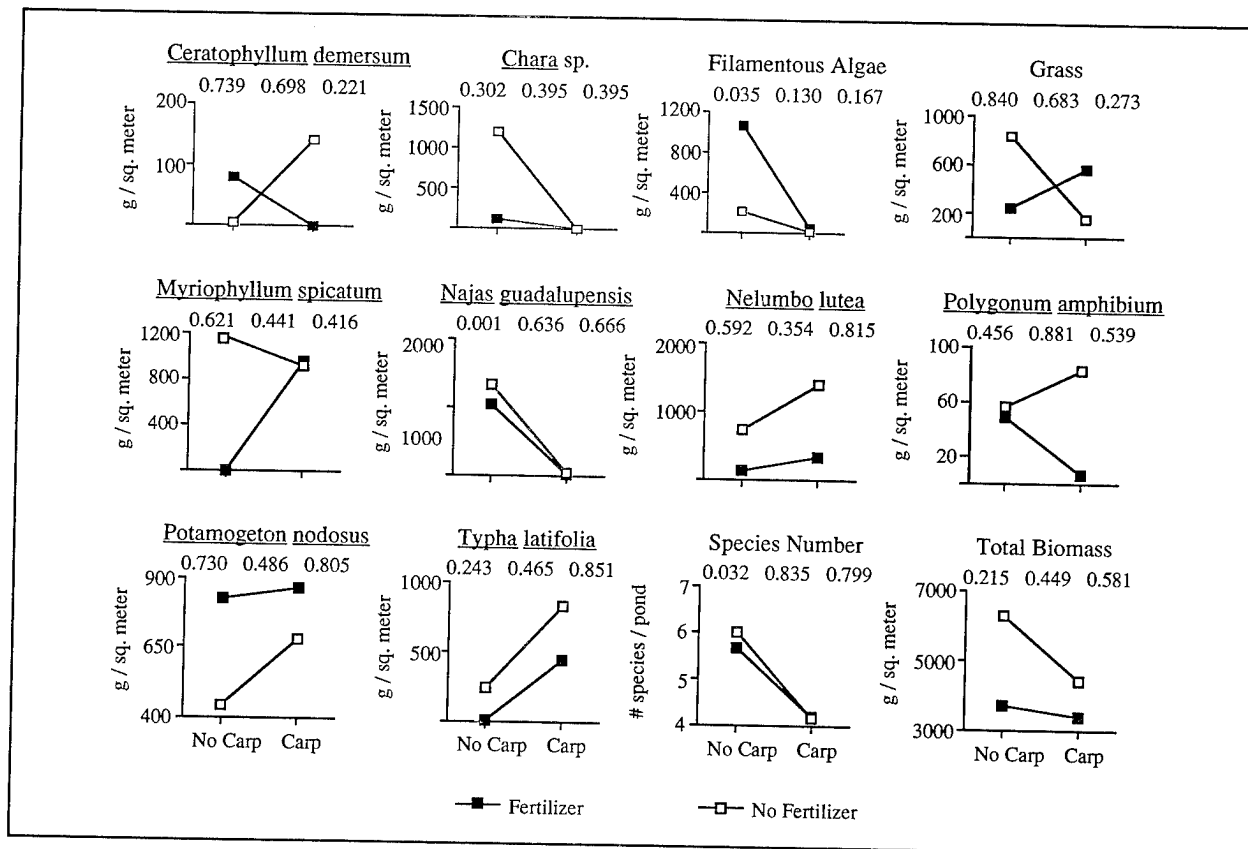 Ceratophyllum demersum
0.739 0.698 0.221
200
100
g / sq. meter
Chara sp.
0.302 0.395 0.395
1500
1000
500
g / sq. meter
Filamentous Algae
0.035 0.130 0.167
1200
800
400
g / sq. meter
Grass
0.840 0.683 0.273
1000
600
200
g / sq. meter
Myriophyllum spicatum
0.621 0.441 0.416
1200
800
400
g / sq. meter
Najas guadalupensis
0.001 0.636 0.666
2000
1000
g / sq. meter
Nelumbo lutea
0.592 0.354 0.815
2000
1000
g / sq. meter
Polygonum amphibium
0.456 0.881 0.539
100
60
20
g / sq. meter
Potamogeton nodosus
0.730 0.486 0.805
900
650
400
g / sq. meter
No Carp Carp
Typha latifolia
0.243 0.465 0.851
1000
500
g / sq. meter
No Carp Carp
Species Number
0.032 0.835 0.799
7
6
5
4
# species / pond
No Carp Carp
Total Biomass
0.215 0.449 0.581
7000
5000
3000
g / sq. meter
No Carp Carp
Fertilizer
No Fertilizer